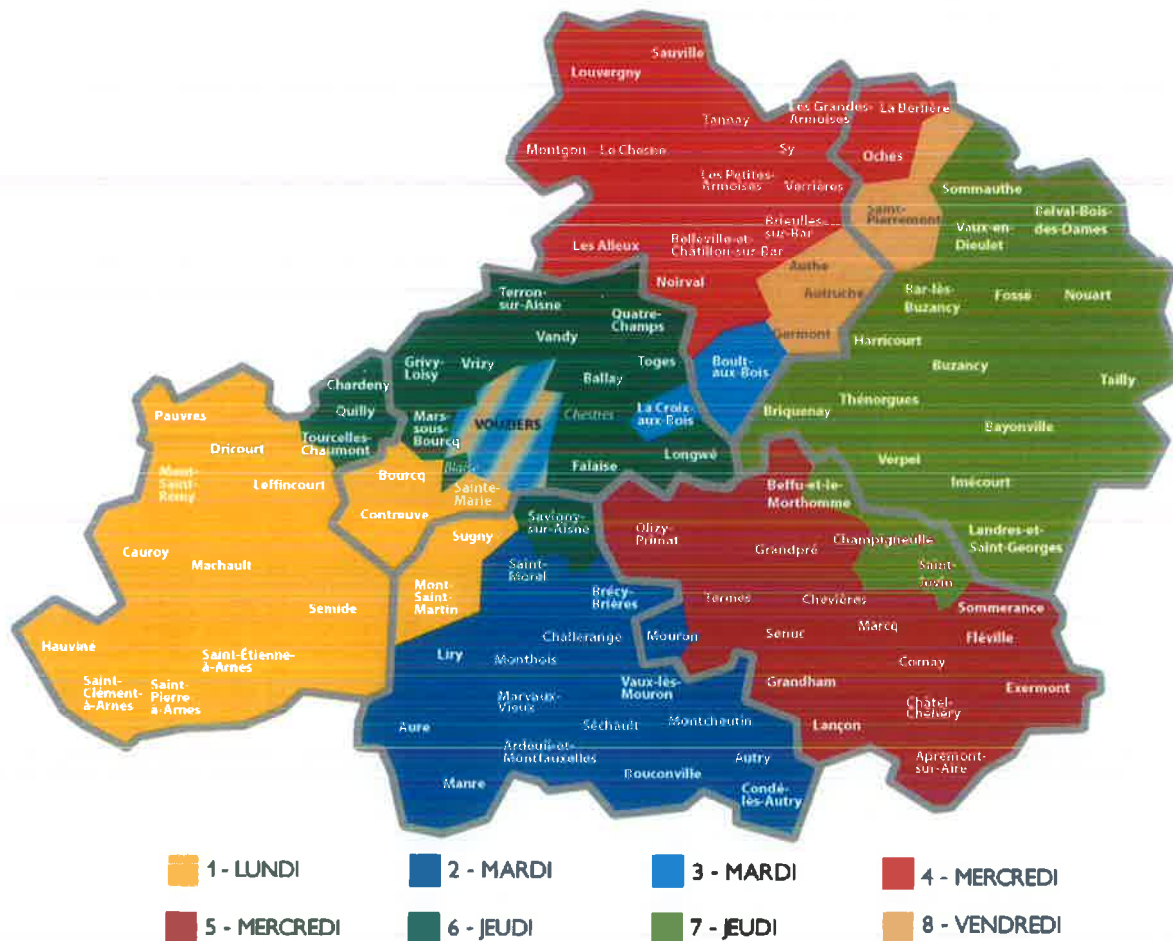 Sauville
Louvergny
Les Grandes-
Armoises
La Berlière
Tannay
Montgon
Le Chesne
Sy
Oches
Les Petites-
Armoises
Verrières
Sommauthe
Saint-
Pierremont
Belval-Bois-
des-Dames
Brieulles-
sur-Bar
Vaux-en-
Dieulet
Les Alleux
Belleville-et-
Châtillon-sur-Bar
Authe
Noirval
Autruche
Terron-
sur-Aisne
Bar-lès-
Buzancy
Fossé
Nouart
Quatre-
Champs
Vandy
Germont
Harricourt
Grivy-
Loisy
Vrizy
Toges
Boult-
aux-Bois
Buzancy
Ballay
Tailly
Chardeny
Thénorgues
Pauvres
Quilly
Mars-
sous-
Bourcq
Chestres
La Croix-
aux-Bois
Briquenay
VOUZIERS
Bayonville
Dricourt
Tourcelles-
Chaumont
Longwé
Verpel
Mont-
Saint-
Rémy
Bourcq
Blaise
Falaise
Beffu-et-le-
Morthomme
Imécourt
Leffincourt
Sainte-
Marie
Contreuve
Savigny-
sur-Aisne
Olizy-
Primat
Landres-et-
Saint-Georges
Sugny
Champigneulle
Cauroy
Grandpré
Machault
Saint-
Morel
Saint-
Juvin
Mont-
Saint-
Martin
Brécy-
Brières
Termes
Chevières
Semide
Sommerance
Challerange
Mouron
Senuc
Marcq
Fléville
Hauviné
Saint-Étienne-
à-Arnes
Liry
Monthois
Cornay
Saint-
Clément-
à-Arnes
Saint-
Pierre
à-Arnes
Vaux-lès-
Mouron
Grandham
Exermont
Marvaux-
Vieux
Châtel-
Chéhéry
Aure
Séchault
Montcheutin
Lançon
Ardeuil-et-
Montfauxelles
Autry
Apremont-
sur-Aire
Manre
Bouconville
Condé-
lès-Autry
1 - LUNDI
2 - MARDI
3 - MARDI
4 - MERCREDI
5 - MERCREDI
6 - JEUDI
7 - JEUDI
8 - VENDREDI